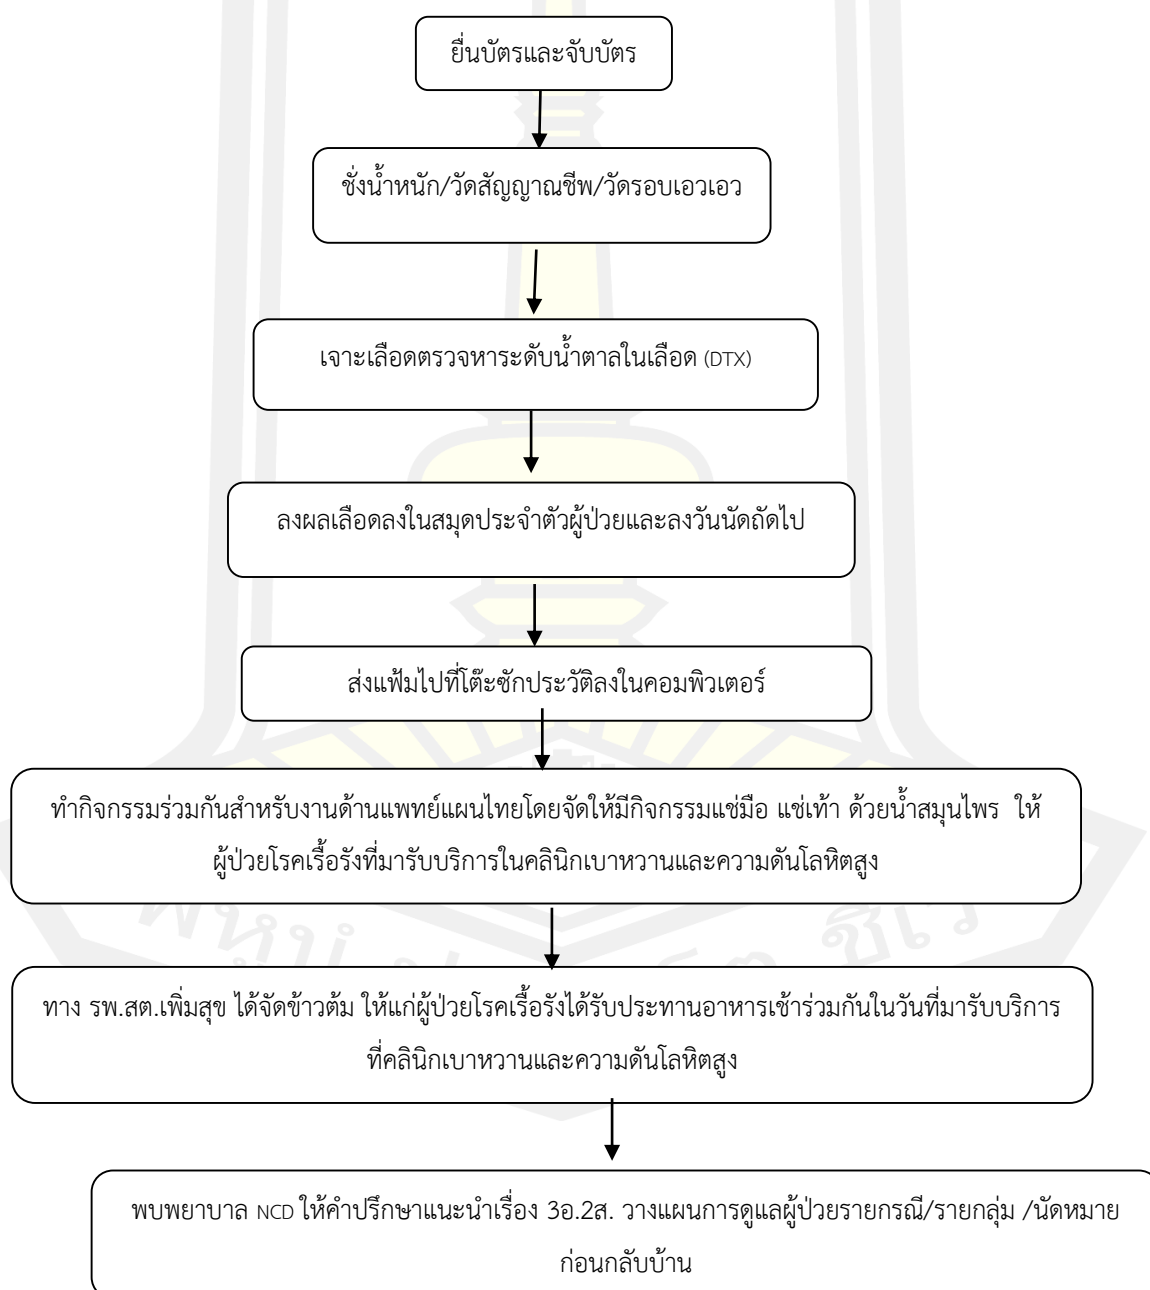 ยื่นบัตรและจับบัตร
ชั่งน้ำหนัก/วัดสัญญาณชีพ/วัดรอบเอวเอว
เจาะเลือดตรวจหาระดับน้ำตาลในเลือด (DTX)
ลงผลเลือดลงในสมุดประจำตัวผู้ป่วยและลงวันนัดถัดไป
ส่งแฟ้มไปที่โต๊ะซักประวัติลงในคอมพิวเตอร์
ทำกิจกรรมร่วมกันสำหรับงานด้านแพทย์แผนไทยโดยจัดให้มีกิจกรรมแช่มือ แช่เท้า ด้วยน้ำสมุนไพร ให้
ผู้ป่วยโรคเรื้อรังที่มารับบริการในคลินิกเบาหวานและความดันโลหิตสูง
ทาง รพ.สต.เพิ่มสุข ได้จัดข้าวต้ม ให้แก่ผู้ป่วยโรคเรื้อรังได้รับประทานอาหารเช้าร่วมกันในวันที่มารับบริการ
ที่คลินิกเบาหวานและความดันโลหิตสูง
พบพยาบาล NCD ให้คำปรึกษาแนะนำเรื่อง 3อ.2ส. วางแผนการดูแลผู้ป่วยรายกรณี/รายกลุ่ม /นัดหมาย
ก่อนกลับบ้าน